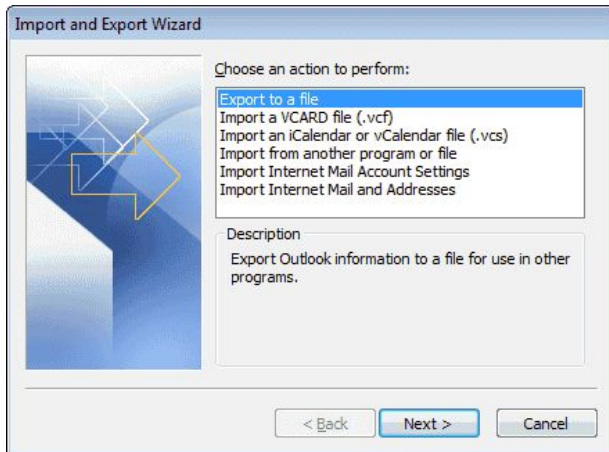 Import and Export Wizard
Choose an action to perform:
Export to a file
Import a VCARD file (.vcf)
Import an iCalendar or vCalendar file (.vcs)
Import from another program or file
Import Internet Mail Account Settings
Import Internet Mail and Addresses
Description
Export Outlook information to a file for use in other
programs.
< Back Next > Cancel